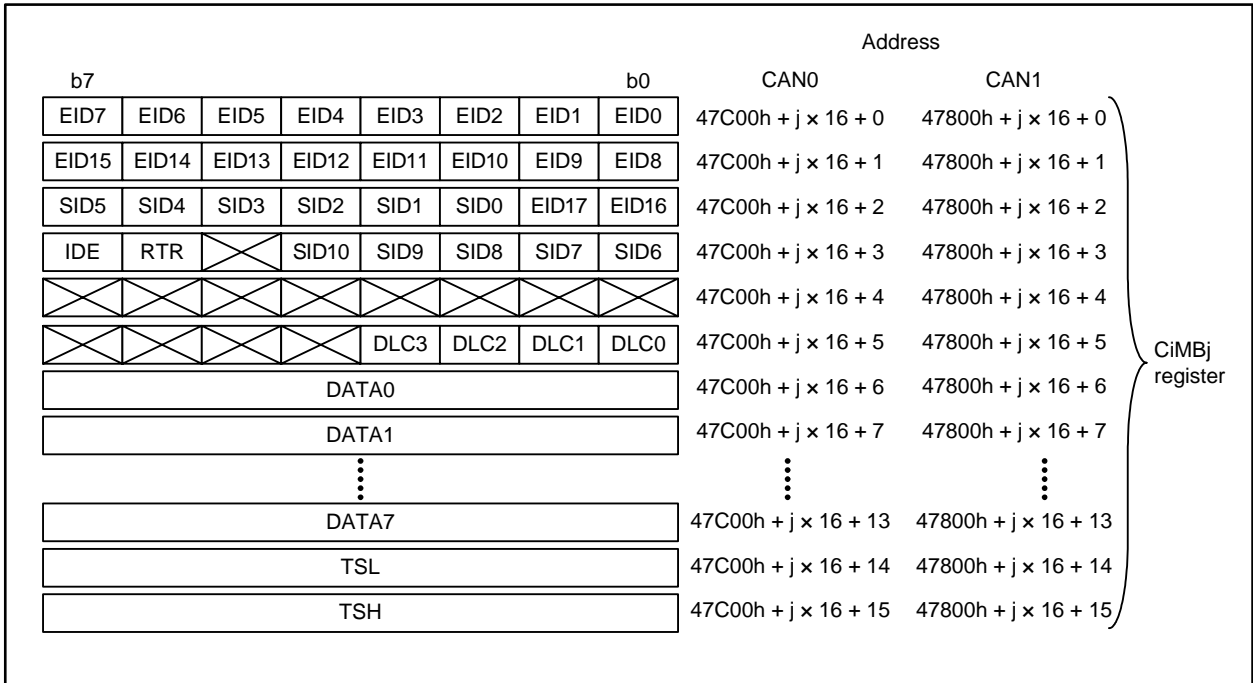 Address
b7 b0 CAN0 CAN1
EID7 EID6 EID5 EID4 EID3 EID2 EID1 EID0 47C00h + j × 16 + 0 47800h + j × 16 + 0
EID15 EID14 EID13 EID12 EID11 EID10 EID9 EID8 47C00h + j × 16 + 1 47800h + j × 16 + 1
SID5 SID4 SID3 SID2 SID1 SID0 EID17 EID16 47C00h + j × 16 + 2 47800h + j × 16 + 2
IDE RTR SID10 SID9 SID8 SID7 SID6 47C00h + j × 16 + 3 47800h + j × 16 + 3
47C00h + j × 16 + 4 47800h + j × 16 + 4
DLC3 DLC2 DLC1 DLC0 47C00h + j × 16 + 5 47800h + j × 16 + 5
CiMBj
register
DATA0 47C00h + j × 16 + 6 47800h + j × 16 + 6
DATA1 47C00h + j × 16 + 7 47800h + j × 16 + 7
DATA7 47C00h + j × 16 + 13 47800h + j × 16 + 13
TSL 47C00h + j × 16 + 14 47800h + j × 16 + 14
TSH 47C00h + j × 16 + 15 47800h + j × 16 + 15